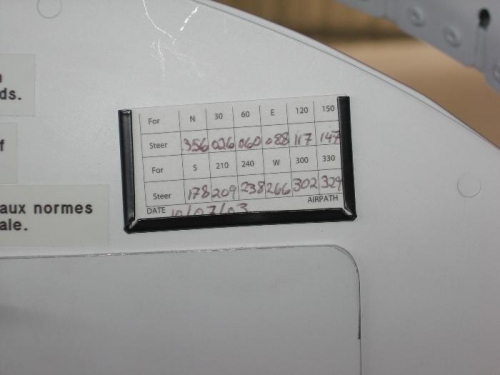 ds.
f
aux normes
ale.
For N 30 60 E 120 150
Steer 356 026 060 088 117 147
For S 210 240 W 300 330
Steer 178 209 238 266 302 329
DATE 10/07/03 AIRPATH